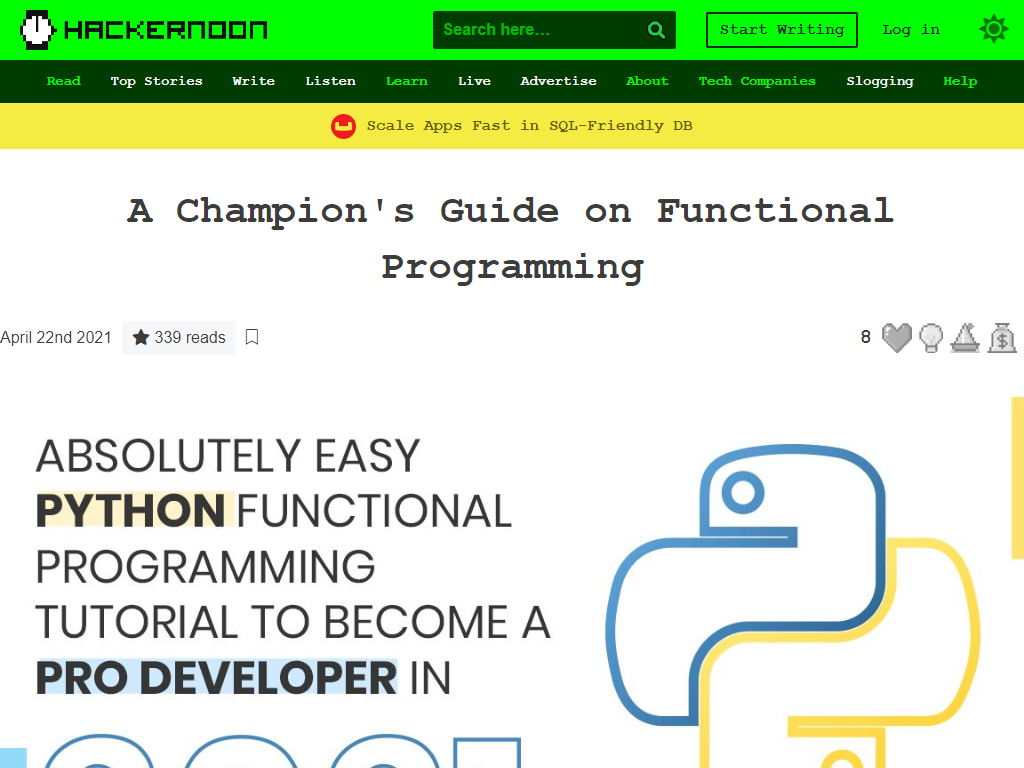 HACKERNOON
Search here...
Start Writing
Log in
Read Top Stories Write Listen Learn Live Advertise About Tech Companies Slogging Help
Scale Apps Fast in SQL-Friendly DB
A Champion's Guide on Functional
Programming
April 22nd 2021 339 reads
8
$
ABSOLUTELY EASY
PYTHON FUNCTIONAL
PROGRAMMING
TUTORIAL TO BECOME A
PRO DEVELOPER IN